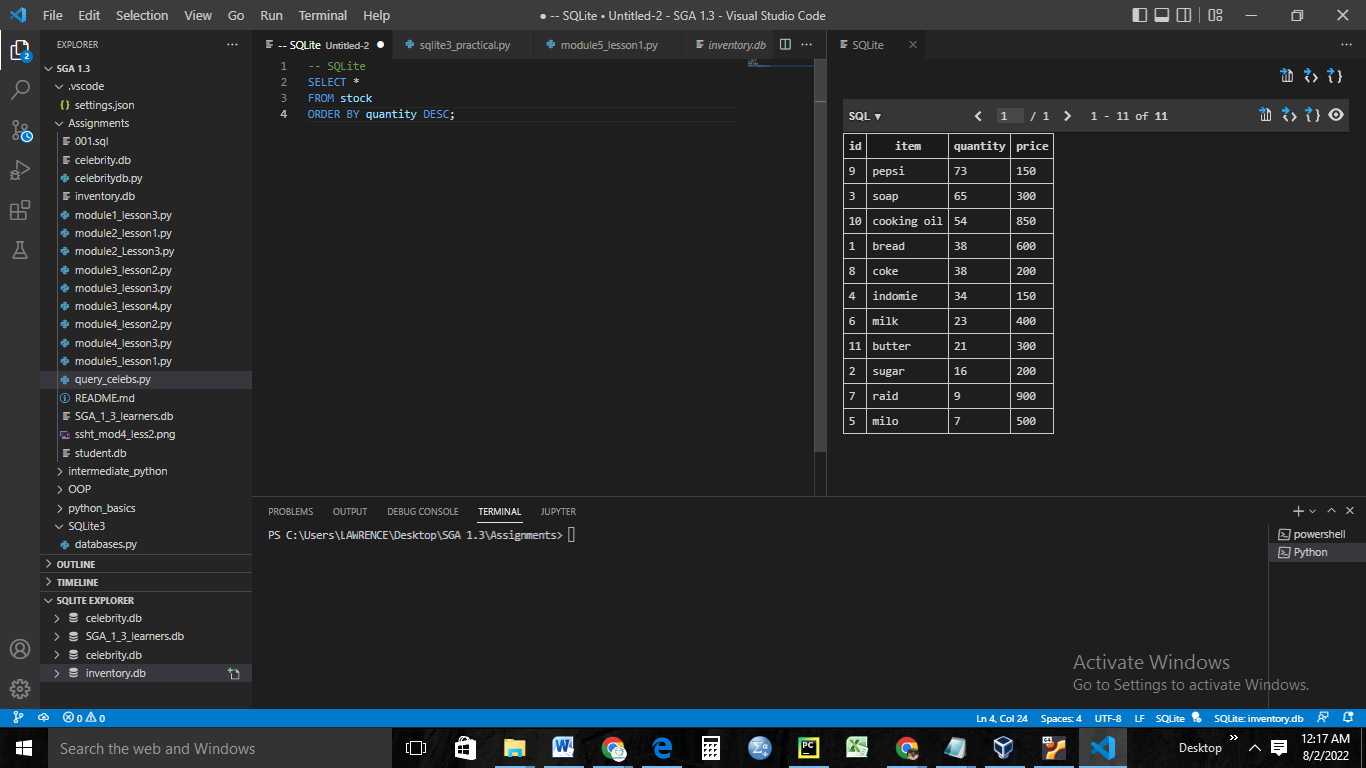 File Edit Selection View Go Run Terminal Help
● -- SQLite • Untitled-2 - SGA 1.3 - Visual Studio Code
EXPLORER
SGA 1.3
.vscode
settings.json
Assignments
001.sql
celebrity.db
celebritydb.py
inventory.db
module1_lesson3.py
module2_lesson1.py
module2_Lesson3.py
module3_lesson2.py
module3_lesson3.py
module3_lesson4.py
module4_lesson2.py
module4_lesson3.py
module5_lesson1.py
query_celebs.py
README.md
SGA_1_3_learners.db
ssht_mod4_less2.png
student.db
intermediate_python
OOP
python_basics
SQLite3
databases.py
OUTLINE
TIMELINE
SQLITE EXPLORER
celebrity.db
SGA_1_3_learners.db
celebrity.db
inventory.db
2
-- SQLite Untitled-2 ● sqlite3_practical.py module5_lesson1.py inventory.db
1 -- SQLite
2 SELECT *
3 FROM stock
4 ORDER BY quantity DESC;
SQLite
SQL ▾ 1 / 1 1 - 11 of 11
id item quantity price
9 pepsi 73 150
3 soap 65 300
10 cooking oil 54 850
1 bread 38 600
8 coke 38 200
4 indomie 34 150
6 milk 23 400
11 butter 21 300
2 sugar 16 200
7 raid 9 900
5 milo 7 500
PROBLEMS OUTPUT DEBUG CONSOLE TERMINAL JUPYTER
PS C:\Users\LAWRENCE\Desktop\SGA 1.3\Assignments>
powershell
Python
Activate Windows
Go to Settings to activate Windows.
0 0 Ln 4, Col 24 Spaces: 4 UTF-8 LF SQLite SQLite: inventory.db
Search the web and Windows
Desktop
12:17 AM
8/2/2022